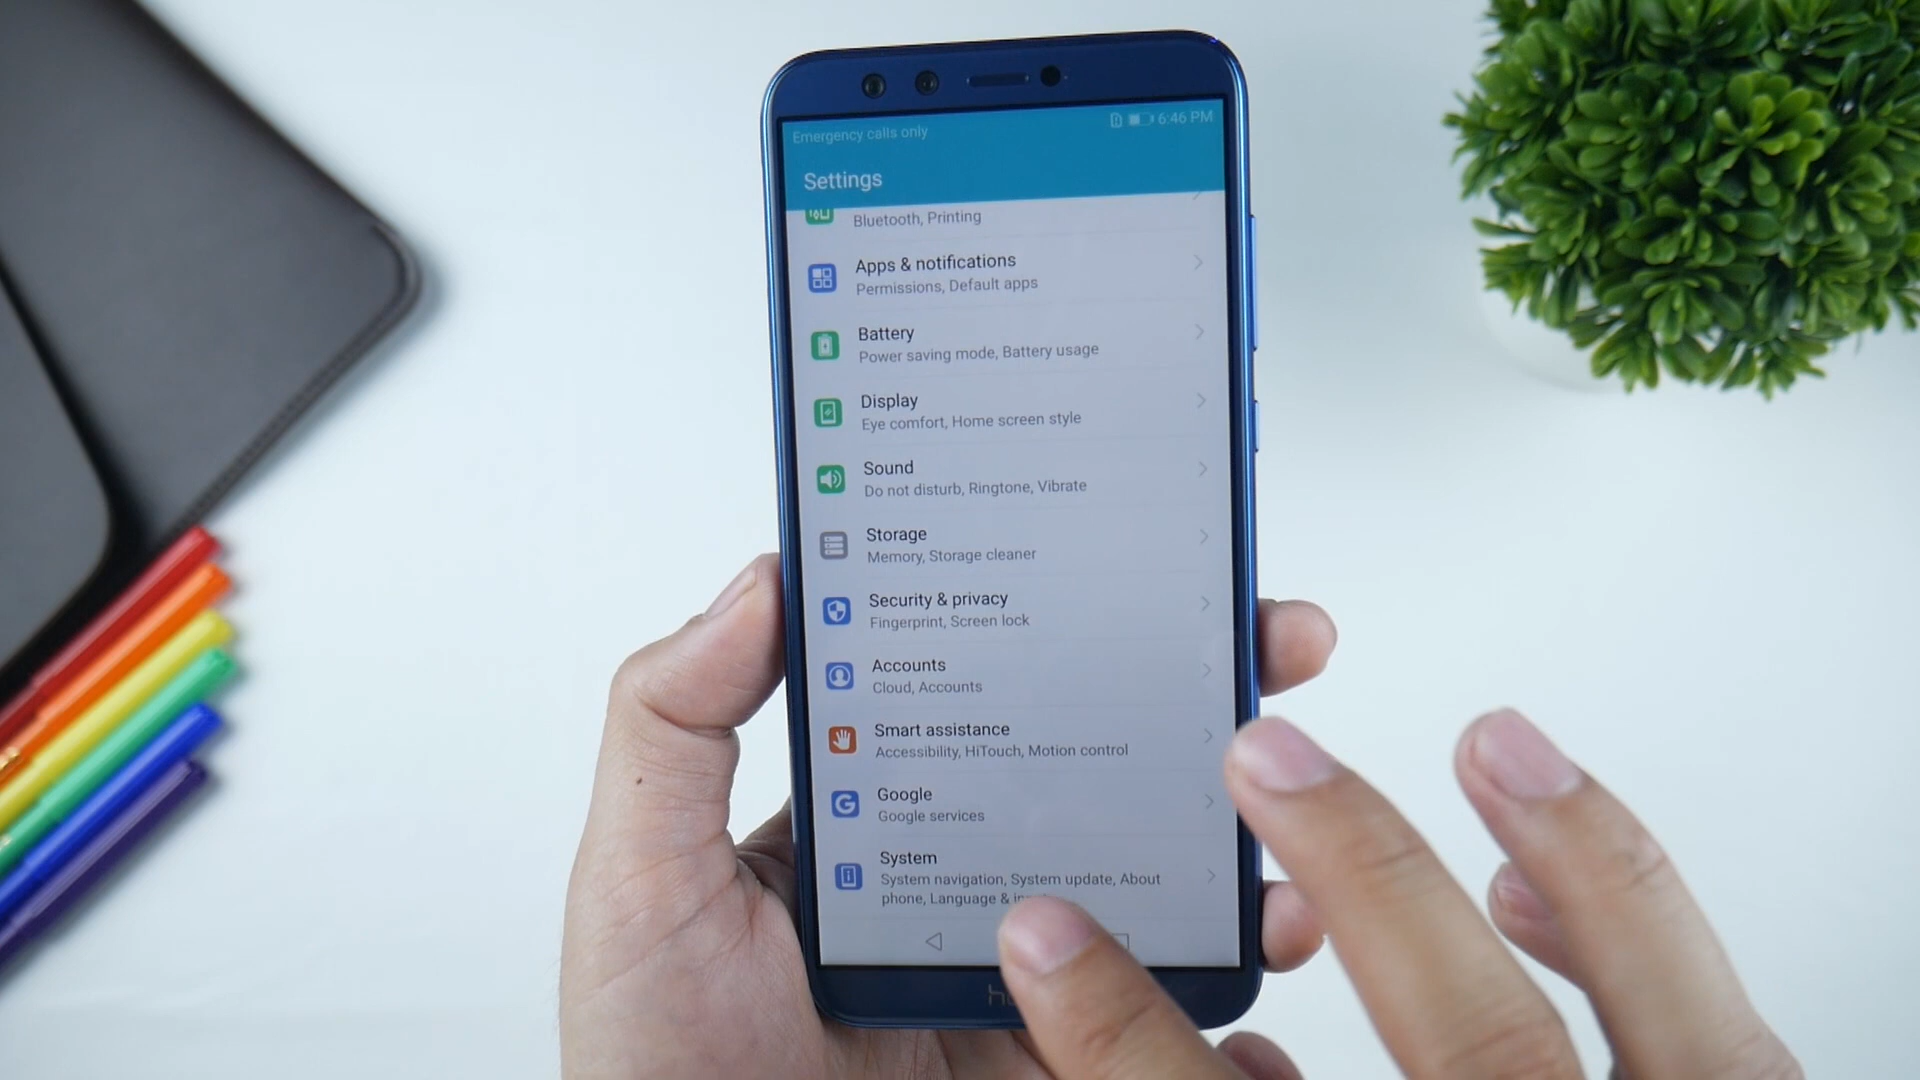 Emergency calls only
6:46 PM
Settings
Bluetooth, Printing
Apps & notifications
Permissions, Default apps
Battery
Power saving mode, Battery usage
Display
Eye comfort, Home screen style
Sound
Do not disturb, Ringtone, Vibrate
Storage
Memory, Storage cleaner
Security & privacy
Fingerprint, Screen lock
Accounts
Cloud, Accounts
Smart assistance
Accessibility, HiTouch, Motion control
Google
Google services
System
System navigation, System update, About
phone, Language &